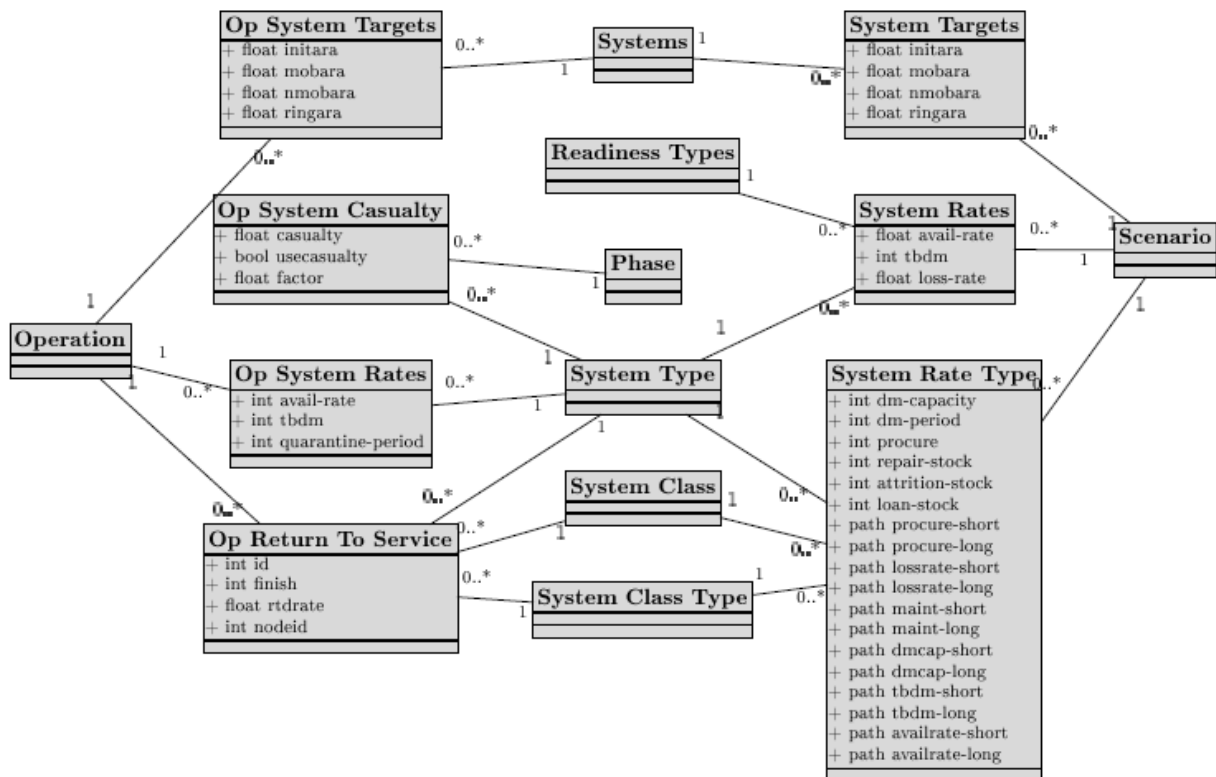 Op System Targets
+ float initara
+ float mobara
+ float nmobara
+ float ringara
0..*
1
Systems
1
0..*
System Targets
+ float initara
+ float mobara
+ float nmobara
+ float ringara
0..*
0..*
Readiness Types
1
0..*
Op System Casualty
+ float casualty
+ bool usecasualty
+ float factor
0..*
1
Phase
0..*
1
System Rates
+ float avail-rate
+ int tbdm
+ float loss-rate
0..*
1
1
Scenario
1
0..*
1
1
Operation
1
1
0..*
Op System Rates
+ int avail-rate
+ int tbdm
+ int quarantine-period
0..*
1
System Type
1
1
0..*
0..*
System Rate Type
0..*
+ int dm-capacity
+ int dm-period
+ int procure
+ int repair-stock
+ int attrition-stock
+ int loan-stock
+ path procure-short
+ path procure-long
+ path lossrate-short
+ path lossrate-long
+ path maint-short
+ path maint-long
+ path dmcap-short
+ path dmcap-long
+ path tbdm-short
+ path tbdm-long
+ path availrate-short
+ path availrate-long
System Class
1
0..*
0..*
1
0..*
Op Return To Service
+ int id
+ int finish
+ float rtdrate
+ int nodeid
0..*
1
System Class Type
1
0..*